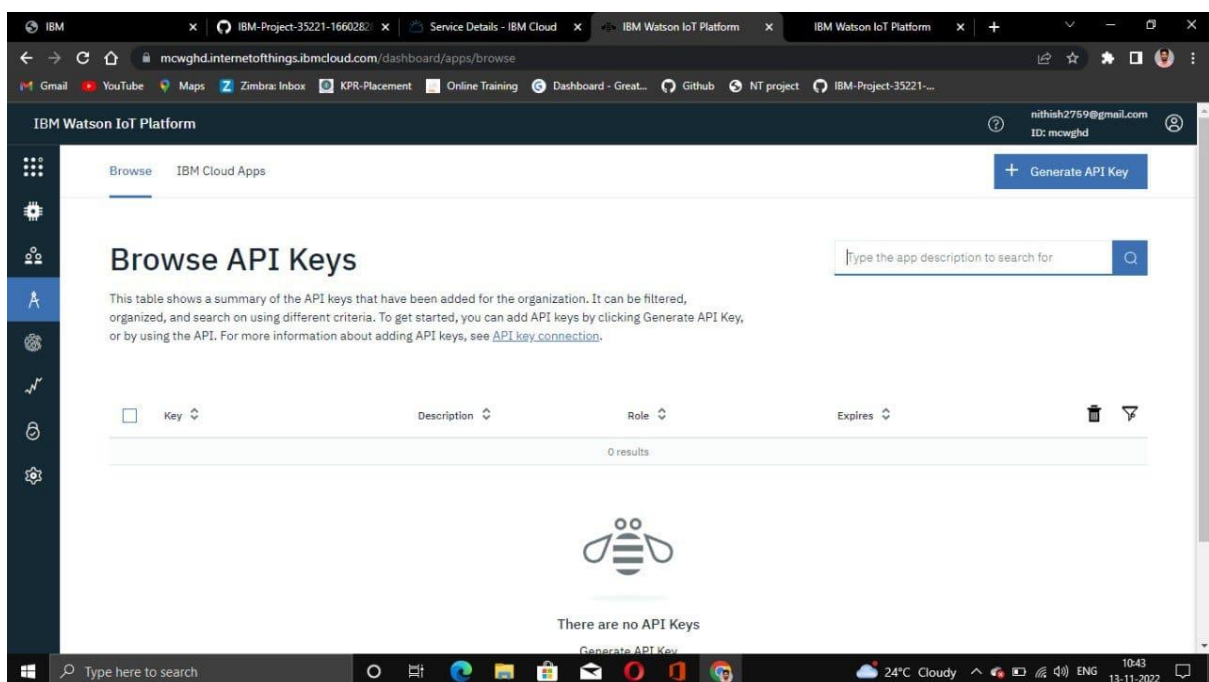 IBM
IBM-Project-35221-1660282
Service Details - IBM Cloud
IBM Watson IoT Platform
IBM Watson IoT Platform
mcwghd.internetofthings.ibmcloud.com/dashboard/apps/browse
Gmail
YouTube
Maps
Zimbra: Inbox
KPR-Placement
Online Training
Dashboard - Great...
Github
NT project
IBM-Project-35221-...
IBM Watson IoT Platform
nithish2759@gmail.com
ID: mcwghd
Browse
IBM Cloud Apps
+ Generate API Key
Browse API Keys
Type the app description to search for
This table shows a summary of the API keys that have been added for the organization. It can be filtered,
organized, and search on using different criteria. To get started, you can add API keys by clicking Generate API Key,
or by using the API. For more information about adding API keys, see API key connection.
Key
Description
Role
Expires
0 results
There are no API Keys
Generate API Key
Type here to search
24°C Cloudy
ENG
10:43
13-11-2022